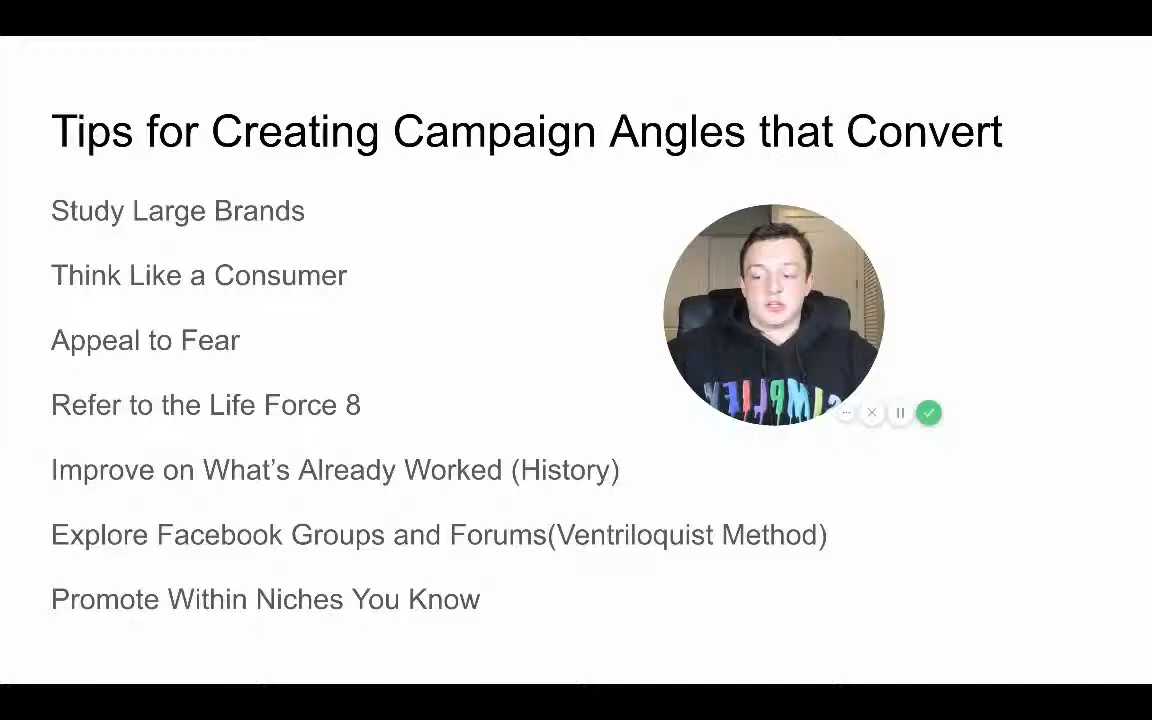 Tips for Creating Campaign Angles that Convert
Study Large Brands
Think Like a Consumer
Appeal to Fear
Refer to the Life Force 8
Improve on What's Already Worked (History)
Explore Facebook Groups and Forums(Ventriloquist Method)
Promote Within Niches You Know